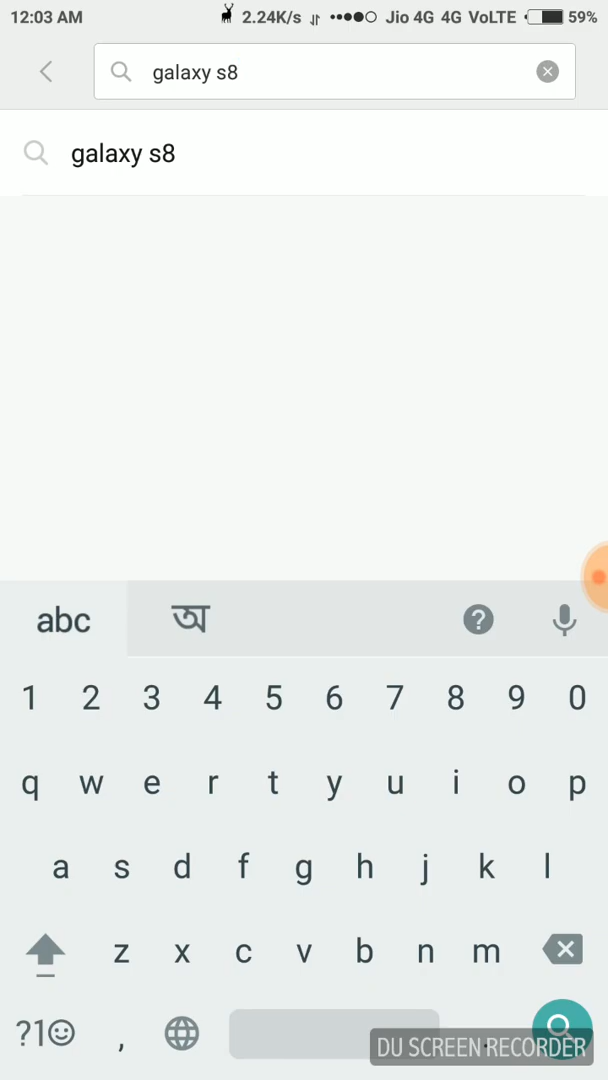 12:03 AM 2.24K/s Jio 4G 4G VoLTE 59%
galaxy s8
galaxy s8
abc অ ?
1 2 3 4 5 6 7 8 9 0
q w e r t y u i o p
a s d f g h j k l
z x c v b n m
?1☺ , .
DU SCREEN RECORDER